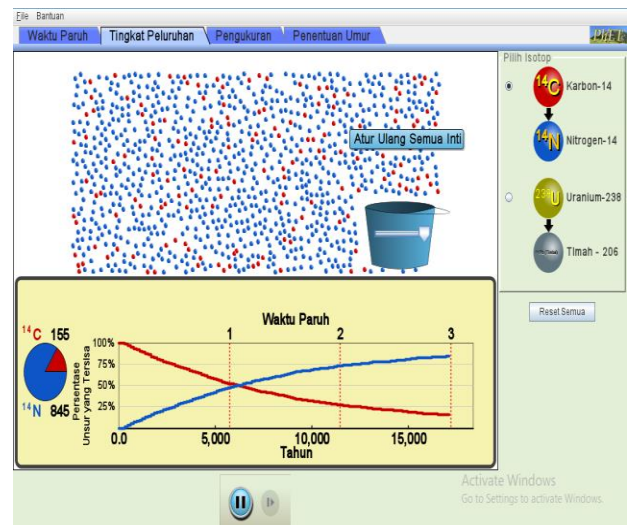 File Bantuan
Waktu Paruh Tingkat Peluruhan Pengukuran Penentuan Umur PhET
Pilih Isotop
14C Karbon-14
14N Nitrogen-14
238U Uranium-238
Timah - 206
Atur Ulang Semua Inti
Reset Semua
Waktu Paruh
1 2 3
14C 155
14N 845
Persentase
Unsur yang Tersisa
100%
75%
50%
25%
0.0 5,000 10,000 15,000
Tahun
Activate Windows
Go to Settings to activate Windows.